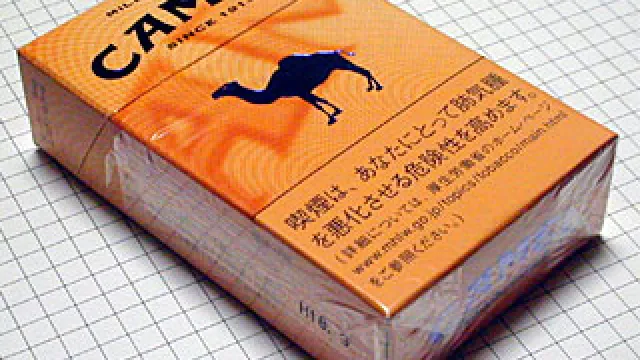 CAM
SINCE 191
喫煙は、あなたにとって肺気腫
を悪化させる危険性を高めます。
(詳細については、厚生労働省のホームページ
www.mhlw.go.jp/topics/tobacco/main.html
をご参照ください。)